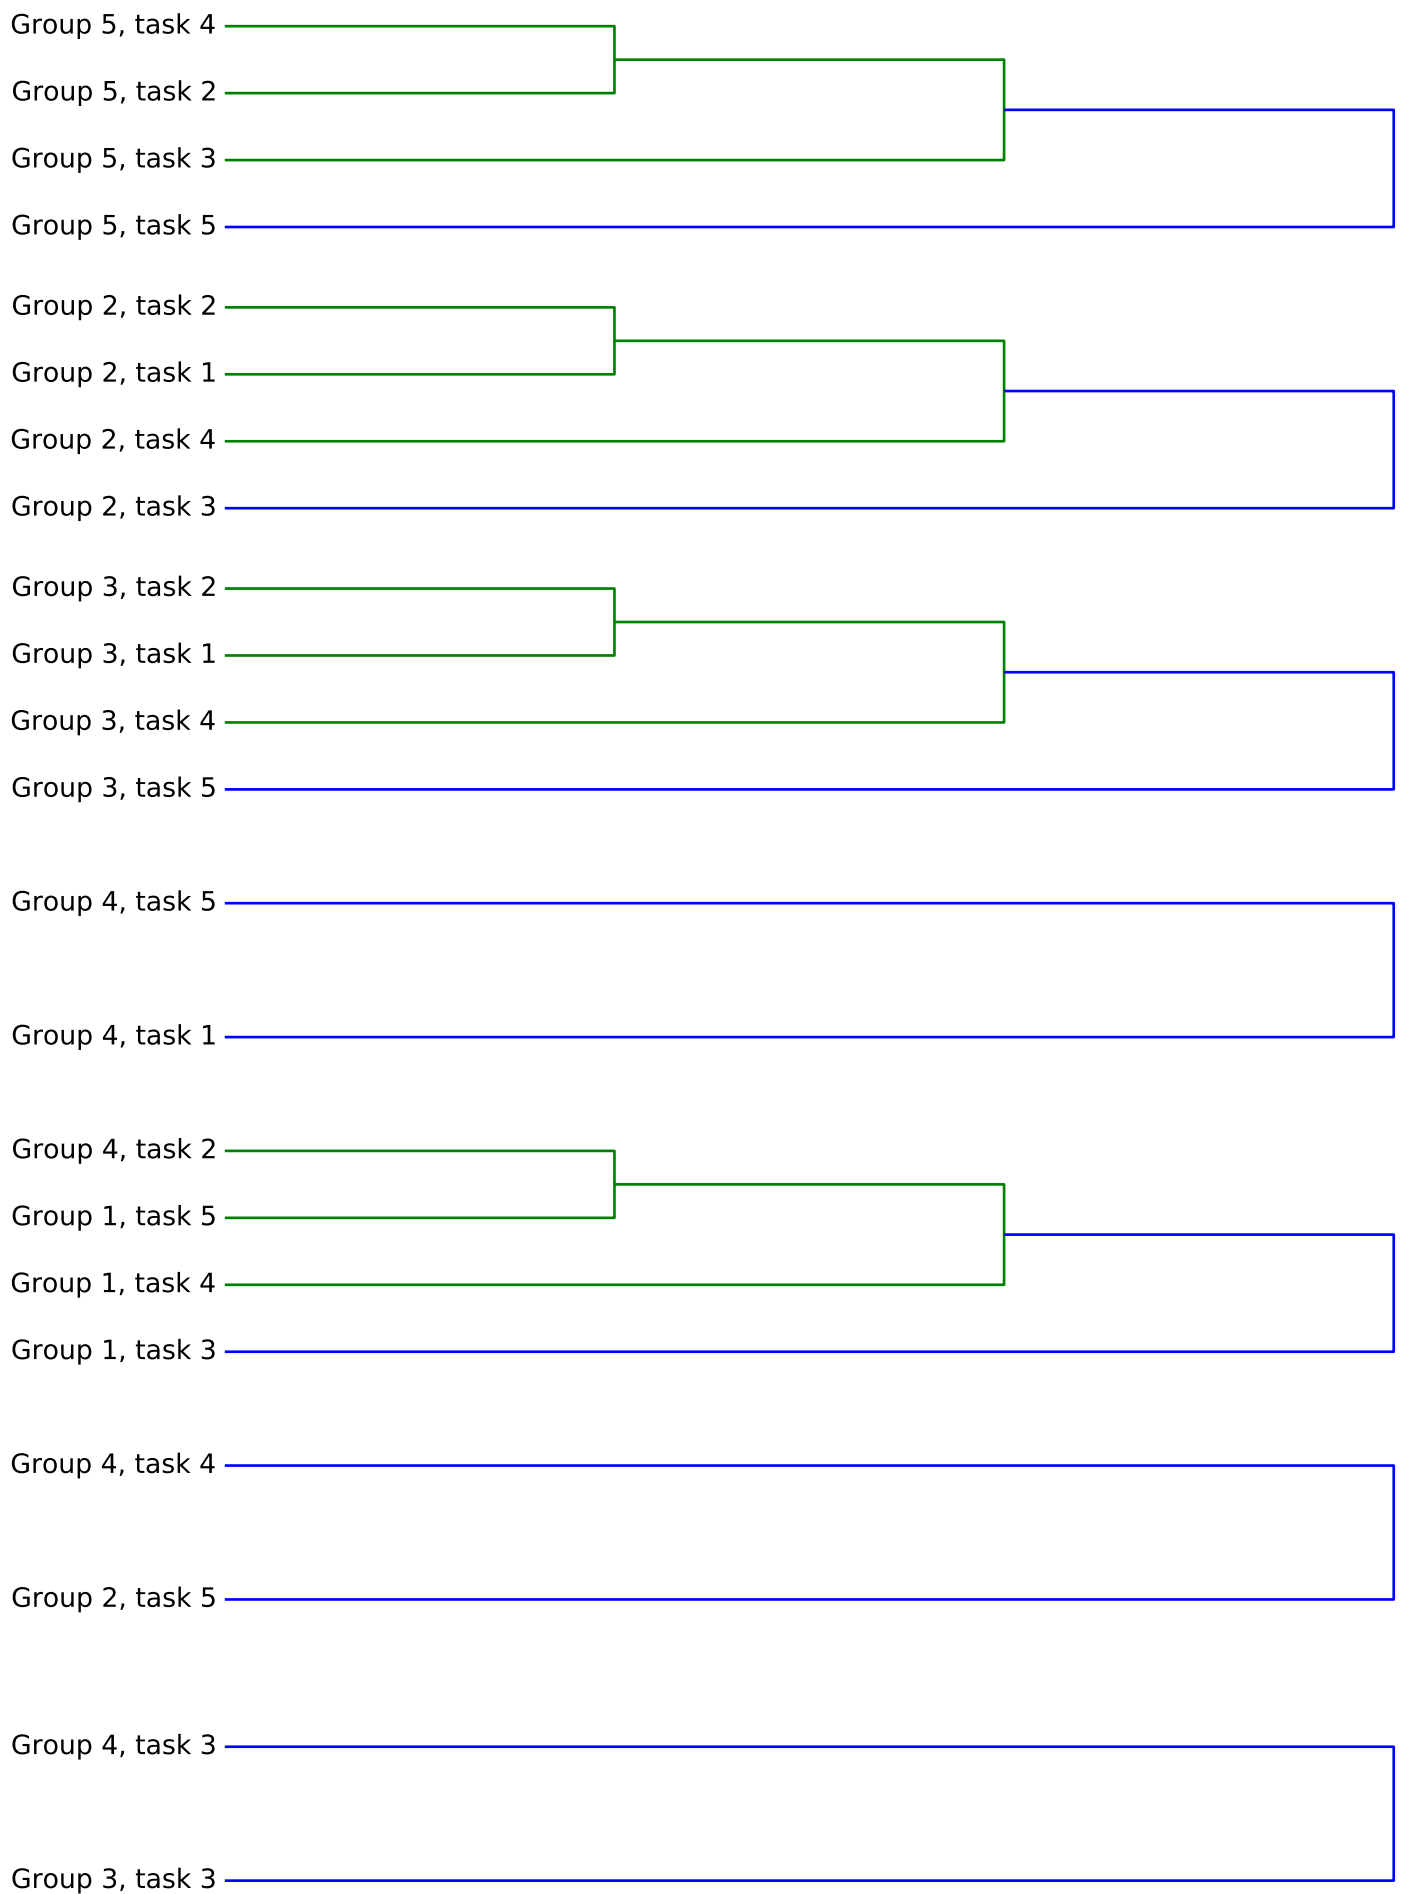 Group 5, task 4
Group 5, task 2
Group 5, task 3
Group 5, task 5
Group 2, task 2
Group 2, task 1
Group 2, task 4
Group 2, task 3
Group 3, task 2
Group 3, task 1
Group 3, task 4
Group 3, task 5
Group 4, task 5
Group 4, task 1
Group 4, task 2
Group 1, task 5
Group 1, task 4
Group 1, task 3
Group 4, task 4
Group 2, task 5
Group 4, task 3
Group 3, task 3